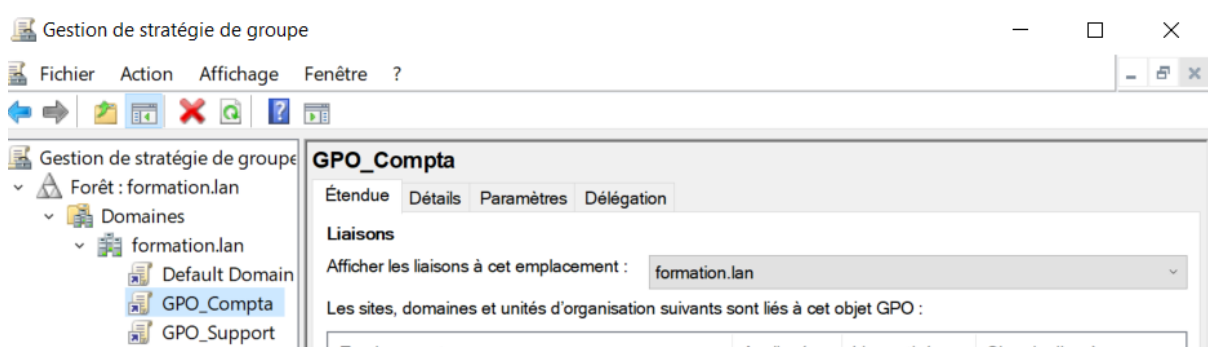 Gestion de stratégie de groupe
Fichier Action Affichage Fenêtre ?
Gestion de stratégie de groupe
Forêt : formation.lan
Domaines
formation.lan
Default Domain
GPO_Compta
GPO_Support
GPO_Compta
Étendue Détails Paramètres Délégation
Liaisons
Afficher les liaisons à cet emplacement : formation.lan
Les sites, domaines et unités d'organisation suivants sont liés à cet objet GPO :